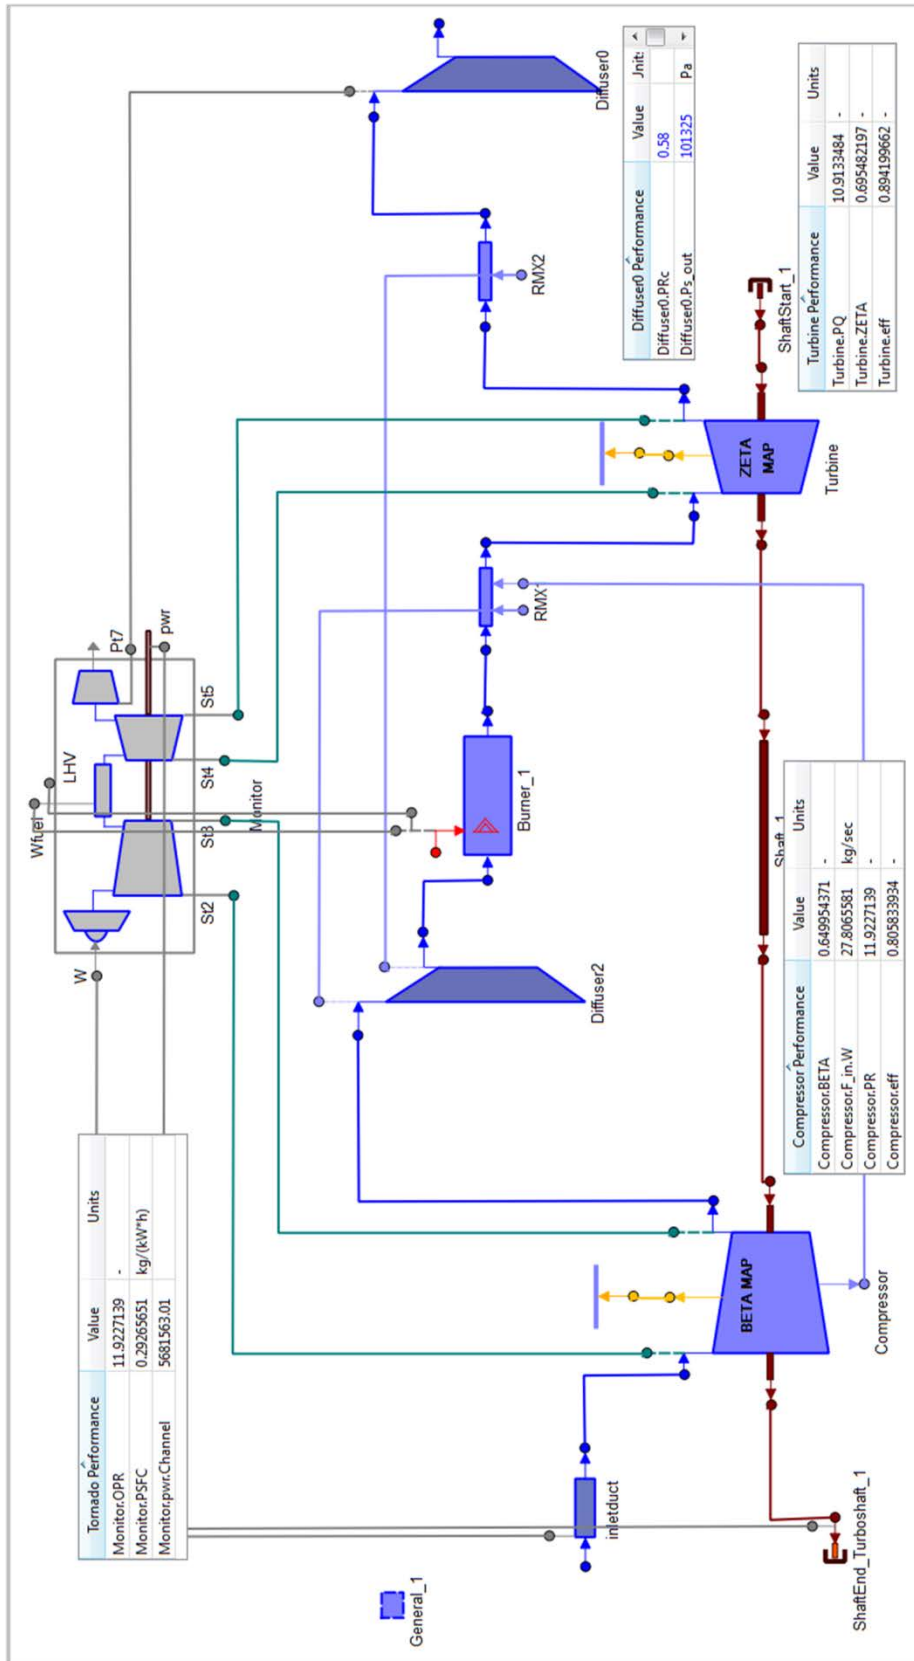 Tornado Performance Value Units
Monitor.OPR 11.9227139 -
Monitor.PSFC 0.29265651 kg/(kW*h)
Monitor.pwr.Channel 5681563.01
General_1
W
Wfuel
LHV
Pt7
pwr
St2
St3
St4
St5
Monitor
inletduct
ShaftEnd_Turboshaft_1
BETA MAP
Compressor
Diffuser2
Burner_1
RMX
RMX2
Diffuser0
Diffuser0 Performance Value Unit:
Diffuser0.PRc 0.58
Diffuser0.Ps_out 101325 Pa
ZETA
MAP
Turbine
ShaftStart_1
Shaft_1
Compressor Performance Value Units
Compressor.BETA 0.649954371 -
Compressor.F_in.W 27.8065581 kg/sec
Compressor.PR 11.9227139 -
Compressor.eff 0.805833934 -
Turbine Performance Value Units
Turbine.PQ 10.9133484 -
Turbine.ZETA 0.695482197 -
Turbine.eff 0.894199662 -